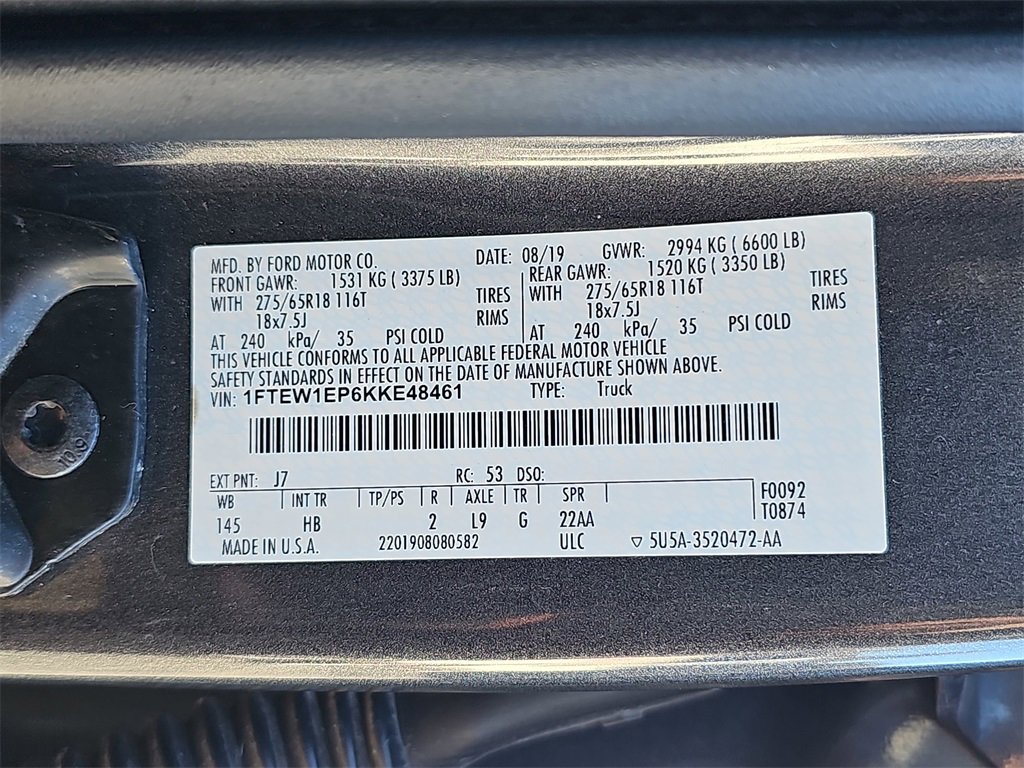 MFD. BY FORD MOTOR CO. DATE: 08/19 GVWR: 2994 KG ( 6600 LB)
FRONT GAWR: 1531 KG ( 3375 LB) REAR GAWR: 1520 KG ( 3350 LB)
WITH 275/65R18 116T TIRES WITH 275/65R18 116T TIRES
18x7.5J RIMS 18x7.5J RIMS
AT 240 kPa/ 35 PSI COLD AT 240 kPa/ 35 PSI COLD
THIS VEHICLE CONFORMS TO ALL APPLICABLE FEDERAL MOTOR VEHICLE
SAFETY STANDARDS IN EFFECT ON THE DATE OF MANUFACTURE SHOWN ABOVE.
VIN: 1FTEW1EP6KKE48461 TYPE: Truck
EXT PNT: J7 RC: 53 DSO:
WB INT TR TP/PS R AXLE TR SPR F0092
145 HB 2 L9 G 22AA T0874
MADE IN U.S.A. 2201908080582 ULC ▽ 5U5A-3520472-AA
10.9